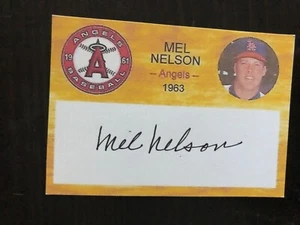 ANGELS
19 61
A
BASEBALL
MEL
NELSON
-- Angels --
1963
Mel Nelson